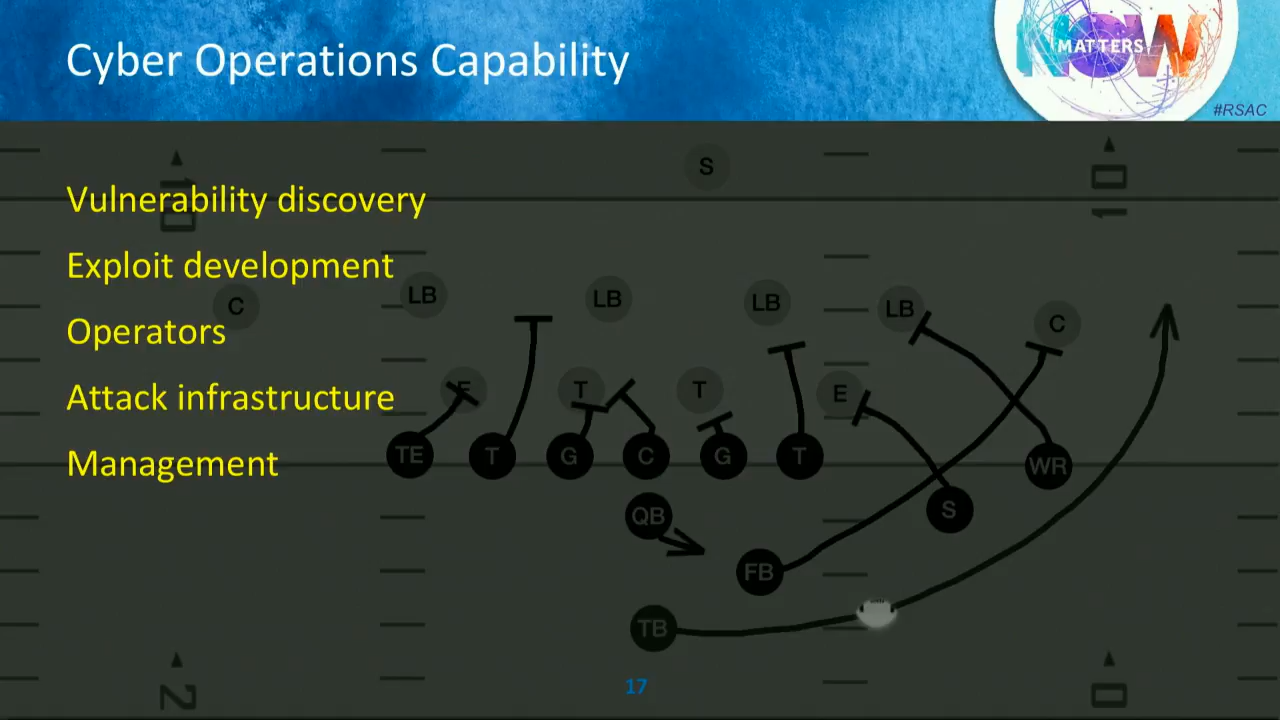 Cyber Operations Capability
NOW
MATTERS
#RSAC
S
Vulnerability discovery
Exploit development
C
LB
LB
LB
LB
C
Operators
E
T
T
E
Attack infrastructure
Management
TE
T
G
C
G
T
WR
S
QB
FB
TB
17